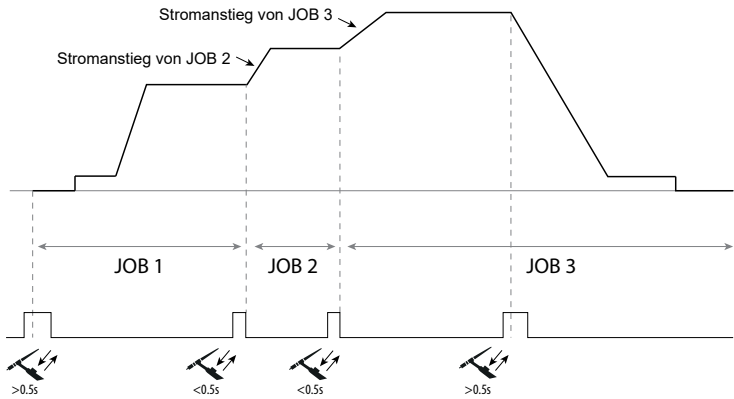 Stromanstieg von JOB 3
Stromanstieg von JOB 2
JOB 1
JOB 2
JOB 3
>0.5s
<0.5s
<0.5s
>0.5s